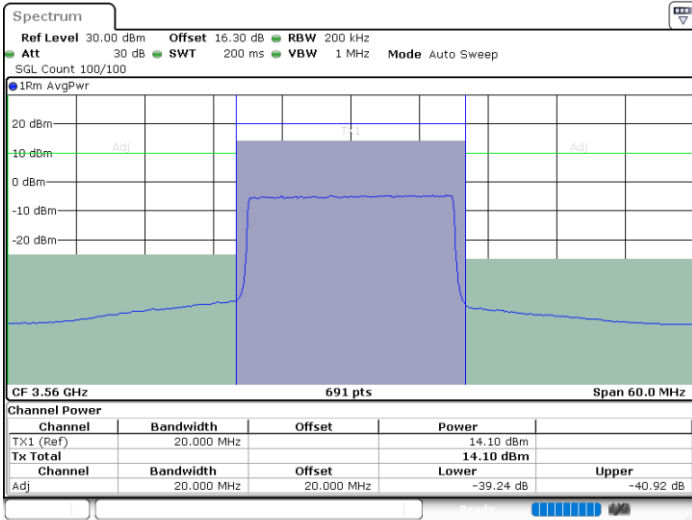 Spectrum
Ref Level 30.00 dBm Offset 16.30 dB RBW 200 kHz
Att 30 dB SWT 200 ms VBW 1 MHz Mode Auto Sweep
SGL Count 100/100
1Rm AvgPwr
20 dBm
TX1
10 dBm
Adj
Adj
0 dBm
-10 dBm
-20 dBm
CF 3.56 GHz 691 pts Span 60.0 MHz
Channel Power
Channel Bandwidth Offset Power
TX1 (Ref) 20.000 MHz 14.10 dBm
Tx Total 14.10 dBm
Channel Bandwidth Offset Lower Upper
Adj 20.000 MHz 20.000 MHz -39.24 dB -40.92 dB
Ready